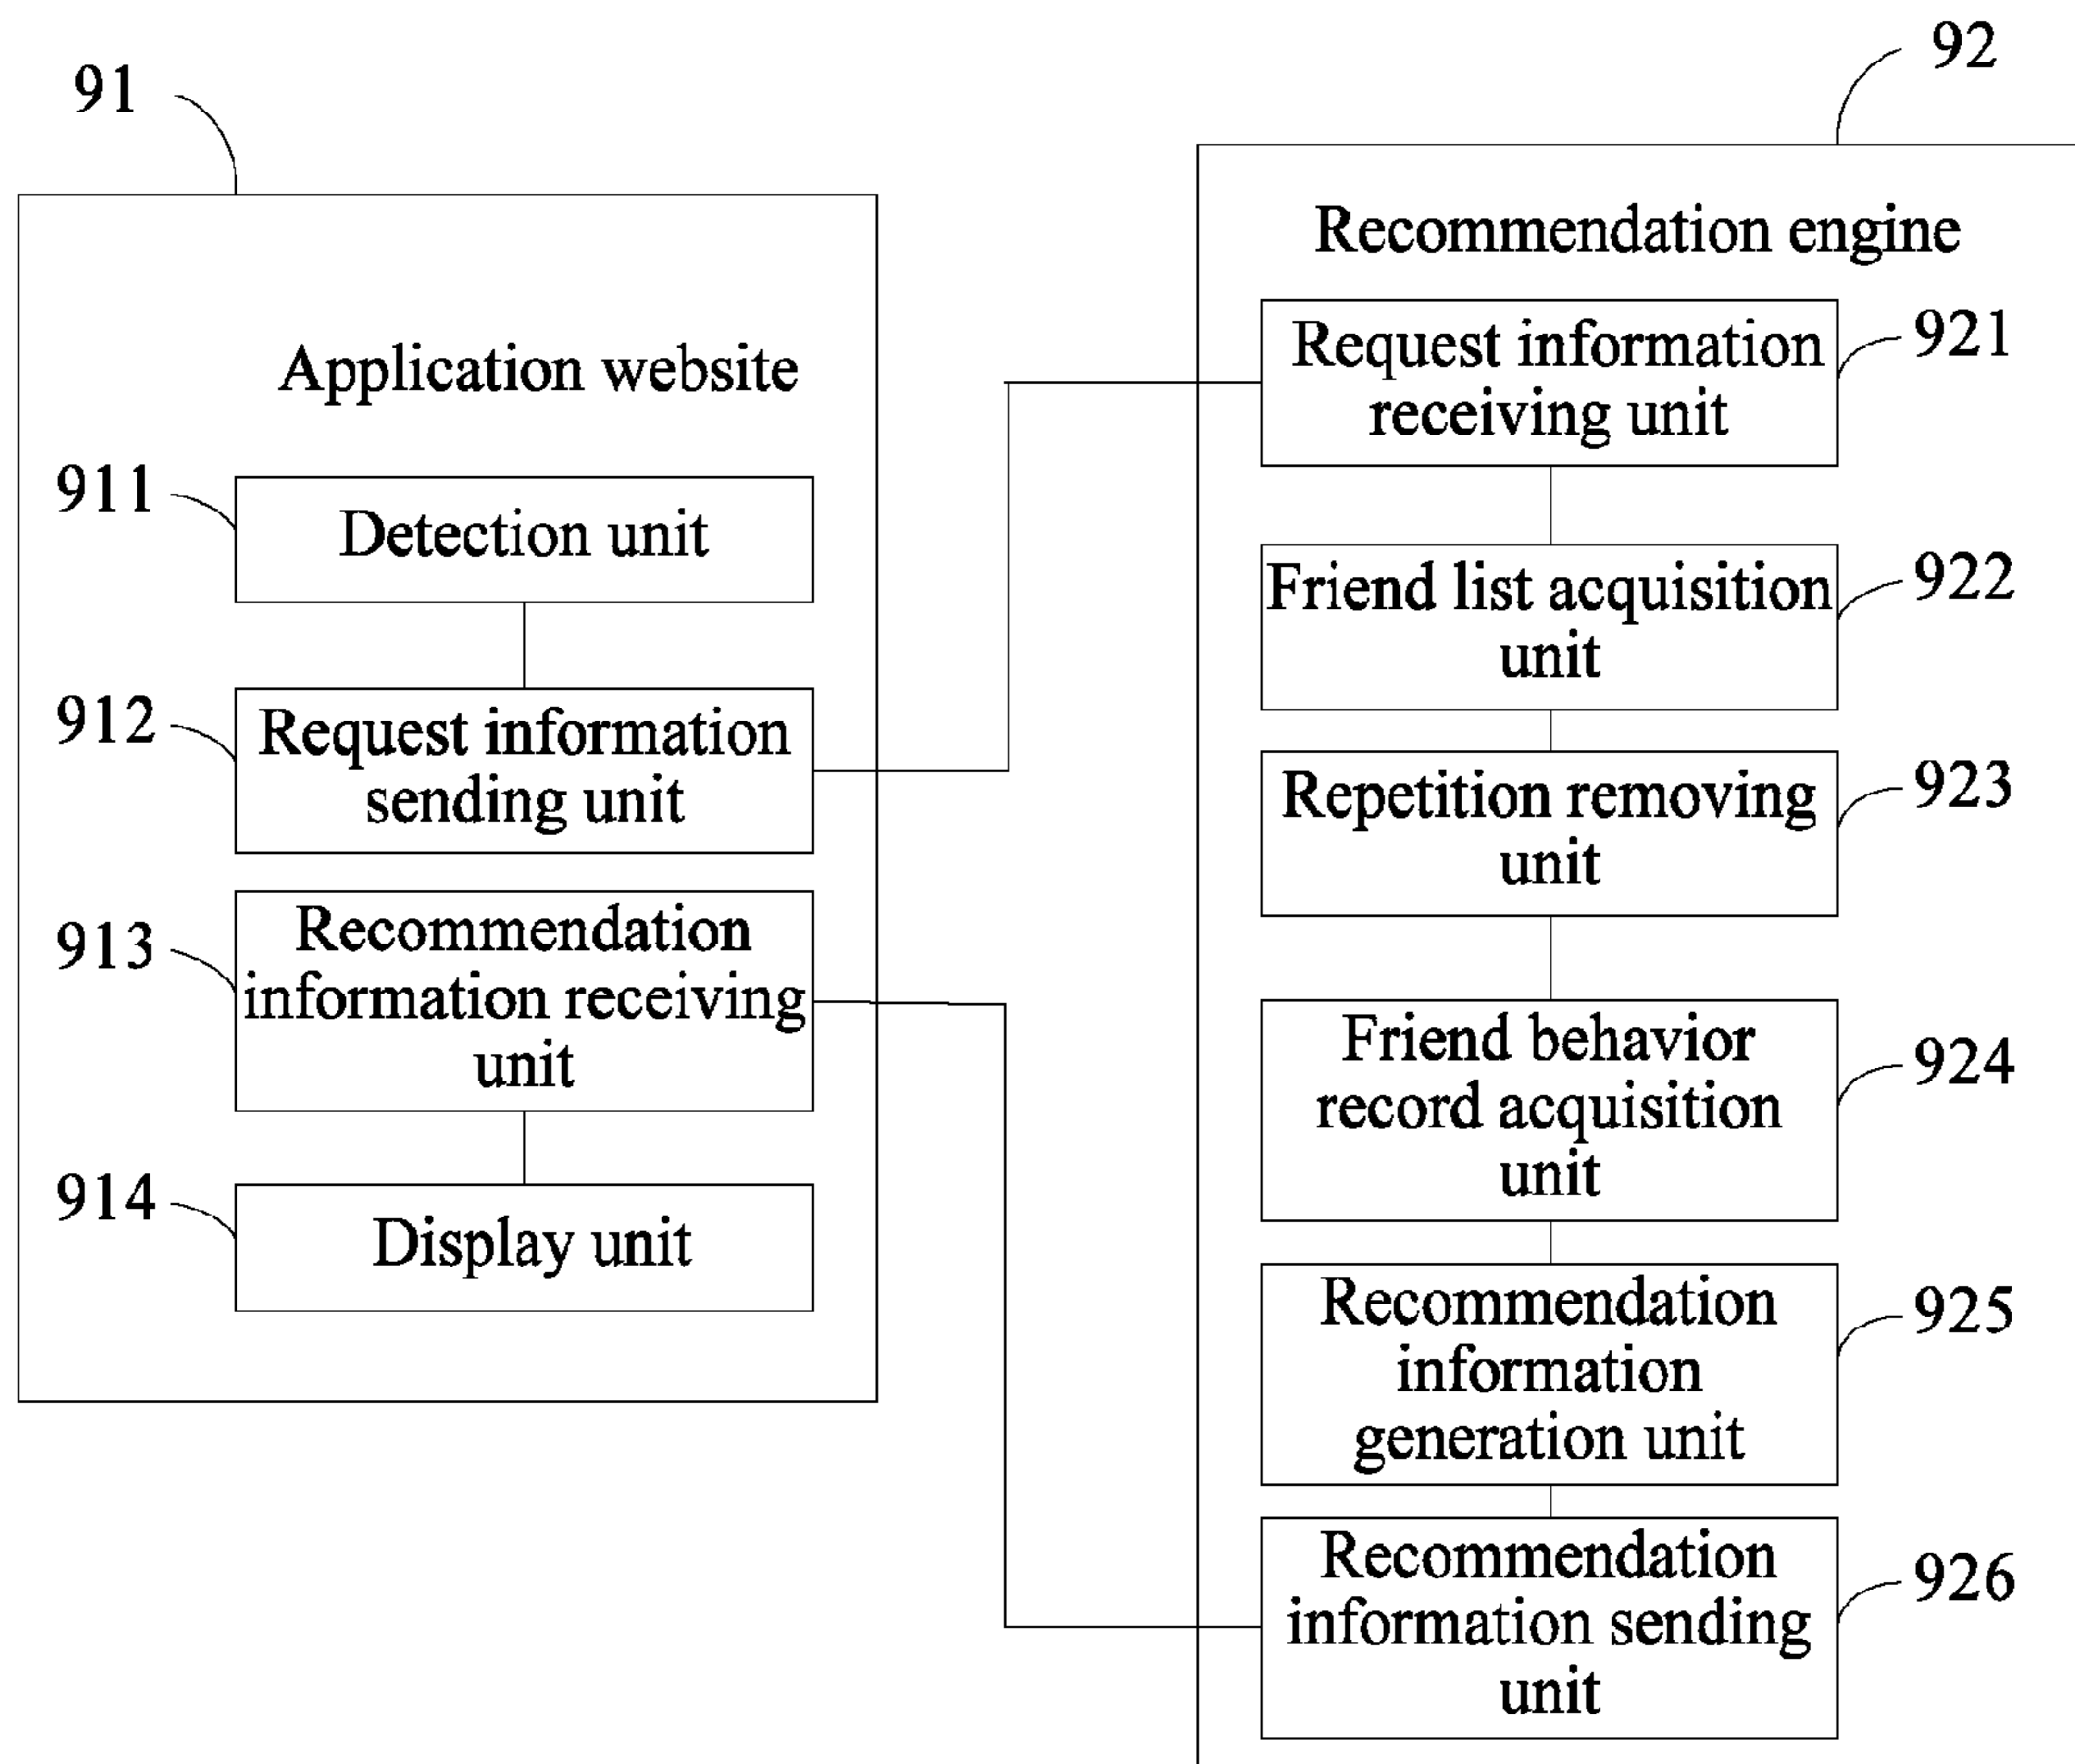 91
Application website
911
Detection unit
912
Request information
sending unit
913
Recommendation
information receiving
unit
914
Display unit
92
Recommendation engine
Request information
receiving unit
921
Friend list acquisition
unit
922
Repetition removing
unit
923
Friend behavior
record acquisition
unit
924
Recommendation
information
generation unit
925
Recommendation
information sending
unit
926